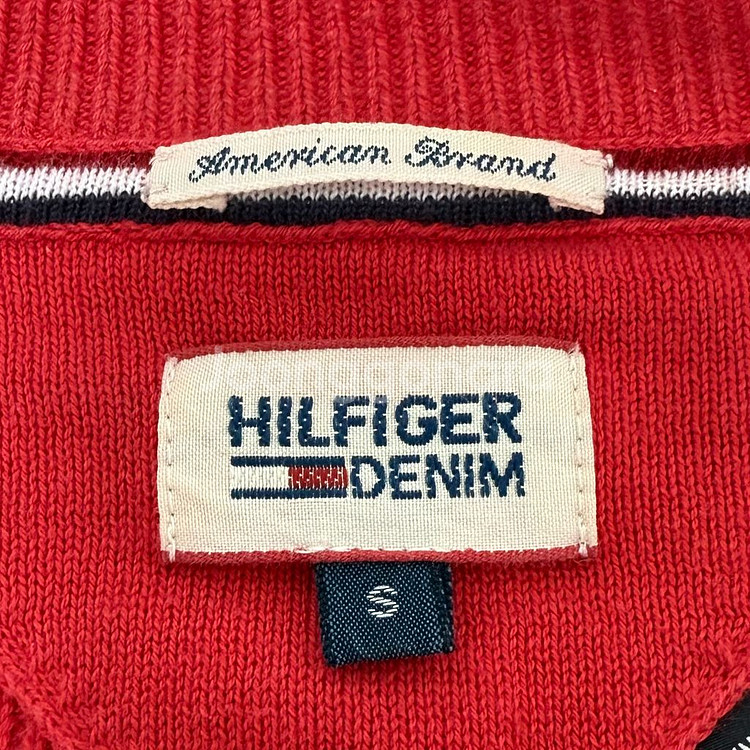 American Brand
HILFIGER
DENIM
S